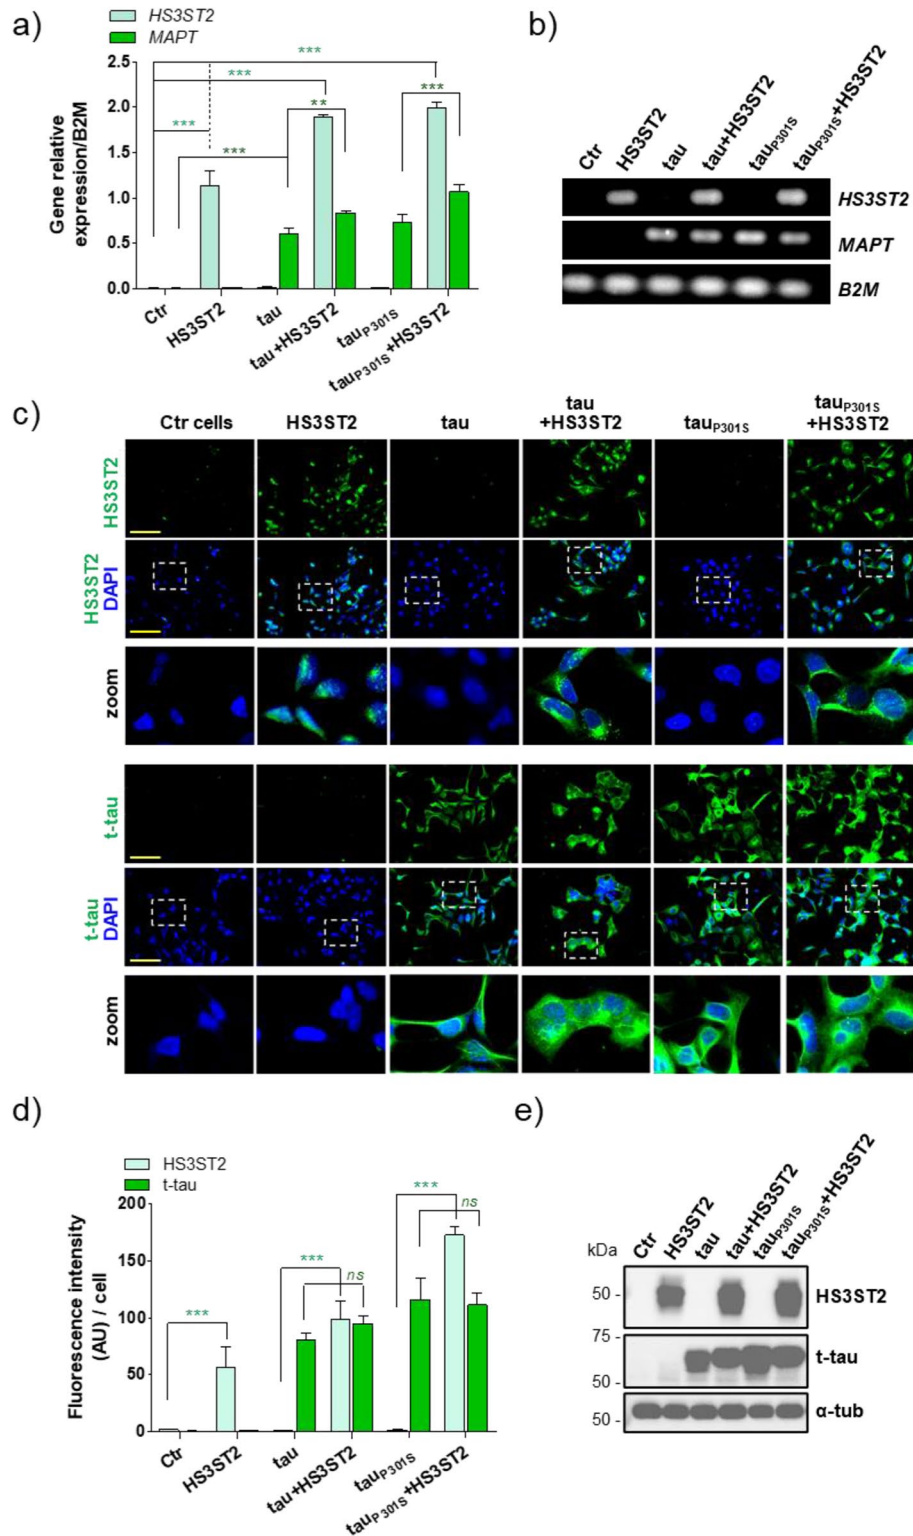 a)
HS3ST2
MAPT
Gene relative
expression/B2M
2.5
2.0
1.5
1.0
0.5
0.0
***
***
***
***
**
***
Ctr
HS3ST2
tau
tau+HS3ST2
tauP301S
tauP301S+HS3ST2
b)
Ctr
HS3ST2
tau
tau+HS3ST2
tauP301S
tauP301S+HS3ST2
HS3ST2
MAPT
B2M
c)
Ctr cells
HS3ST2
tau
tau
+HS3ST2
tauP301S
tauP301S
+HS3ST2
HS3ST2
HS3ST2
DAPI
zoom
t-tau
t-tau
DAPI
zoom
d)
HS3ST2
t-tau
Fluorescence intensity
(AU) / cell
200
150
100
50
0
***
***
ns
***
ns
Ctr
HS3ST2
tau
tau+HS3ST2
tauP301S
tauP301S+HS3ST2
e)
kDa
Ctr
HS3ST2
tau
tau+HS3ST2
tauP301S
tauP301S+HS3ST2
50 -
HS3ST2
75 -
t-tau
50 -
50 -
α-tub